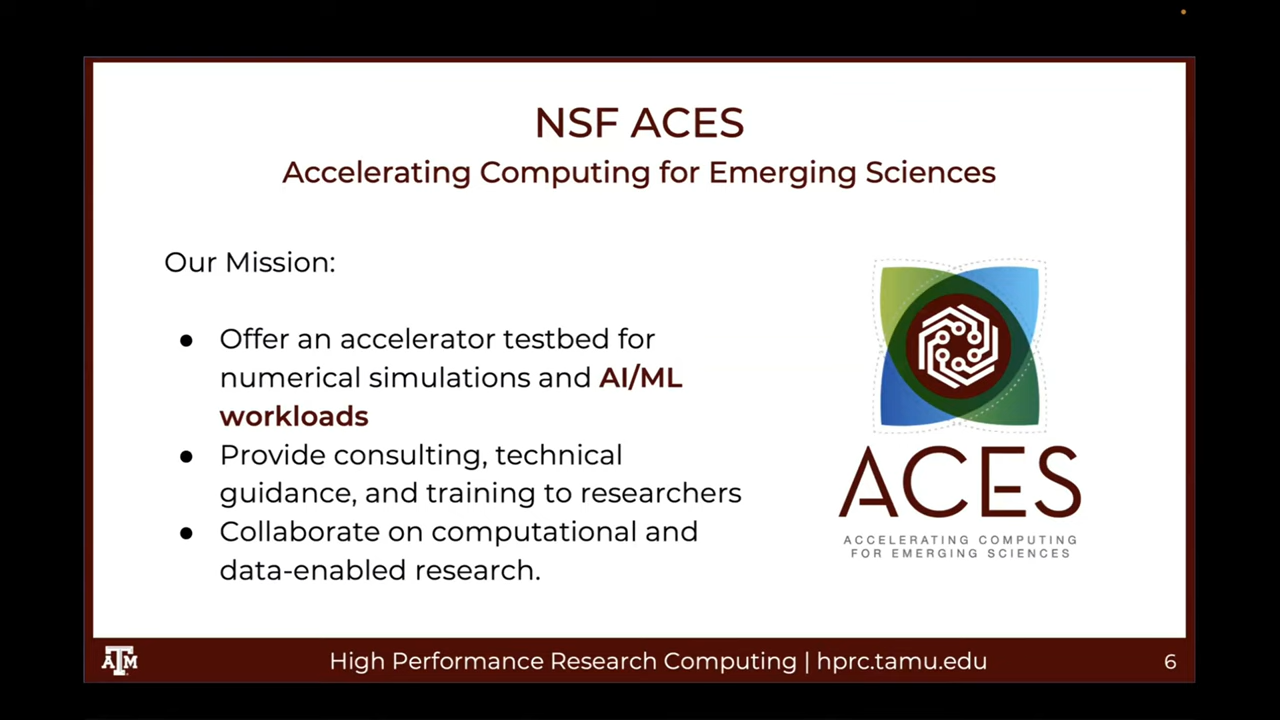 NSF ACES
Accelerating Computing for Emerging Sciences
Our Mission:
● Offer an accelerator testbed for
numerical simulations and AI/ML
workloads
● Provide consulting, technical
guidance, and training to researchers
● Collaborate on computational and
data-enabled research.
ACES
ACCELERATING COMPUTING
FOR EMERGING SCIENCES
ATM
High Performance Research Computing | hprc.tamu.edu
6